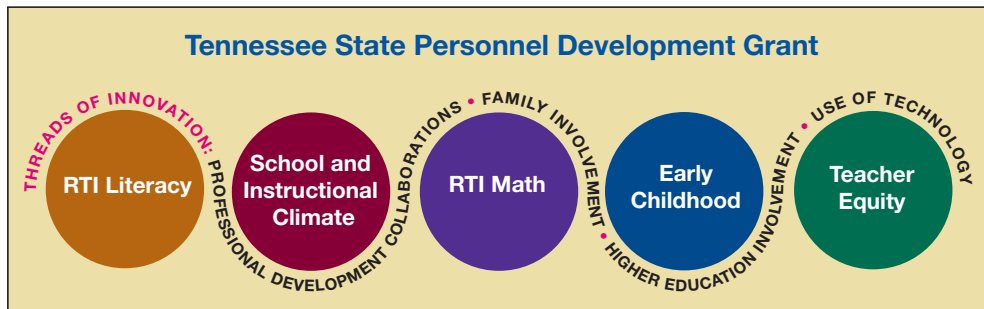 Tennessee State Personnel Development Grant
THREADS OF INNOVATION: PROFESSIONAL DEVELOPMENT COLLABORATIONS • FAMILY INVOLVEMENT • HIGHER EDUCATION INVOLVEMENT • USE OF TECHNOLOGY
RTI Literacy
School and
Instructional
Climate
RTI Math
Early
Childhood
Teacher
Equity